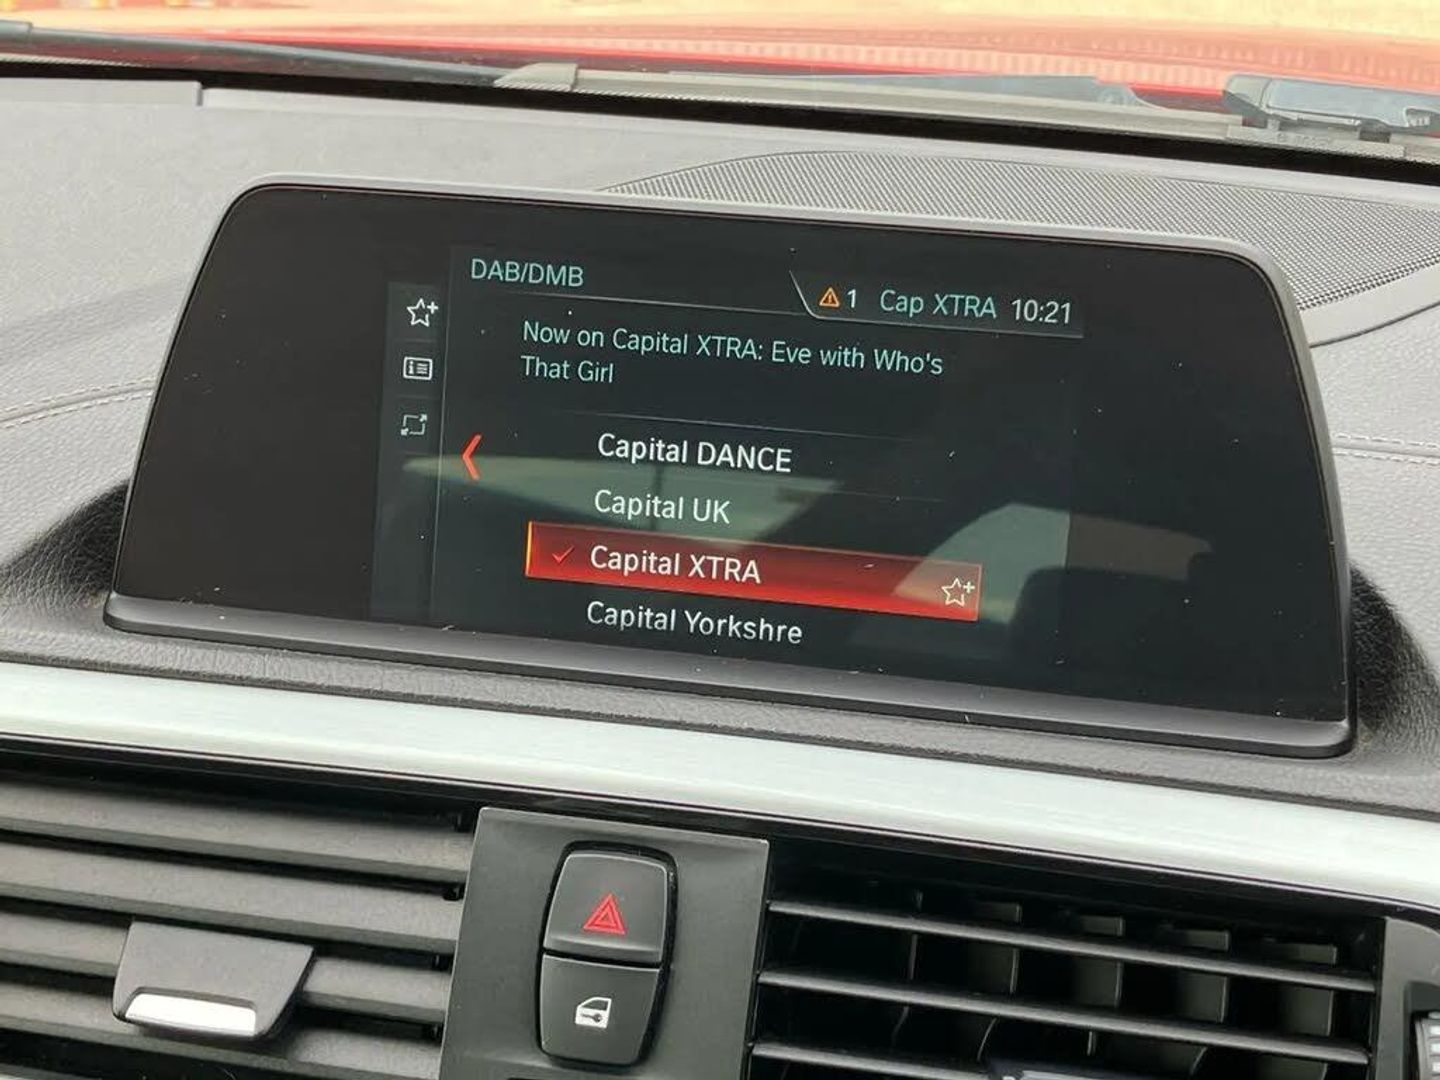 DAB/DMB
1 Cap XTRA 10:21
Now on Capital XTRA: Eve with Who's
That Girl
Capital DANCE
Capital UK
Capital XTRA
Capital Yorkshre